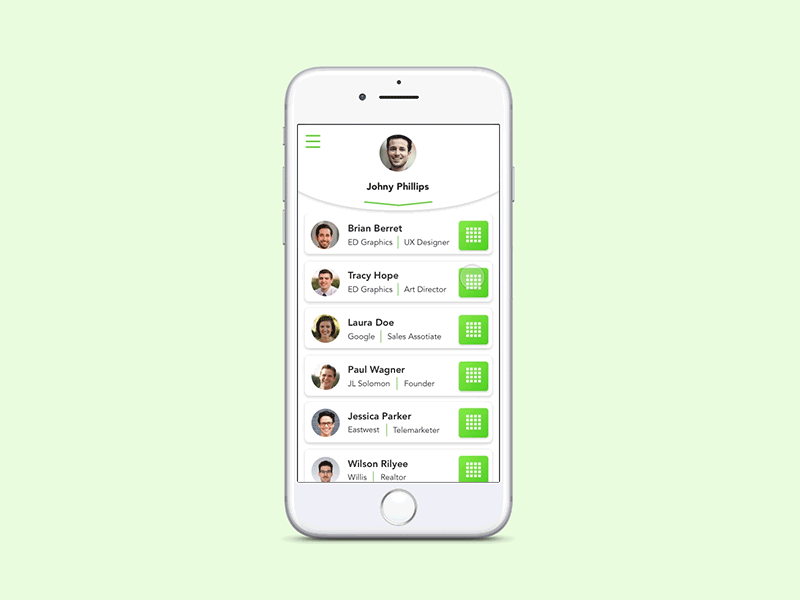 Johny Phillips
Brian Berret
ED Graphics | UX Designer
Tracy Hope
ED Graphics | Art Director
Laura Doe
Google | Sales Assotiate
Paul Wagner
JL Solomon | Founder
Jessica Parker
Eastwest | Telemarketer
Wilson Rilyee
Willis | Realtor